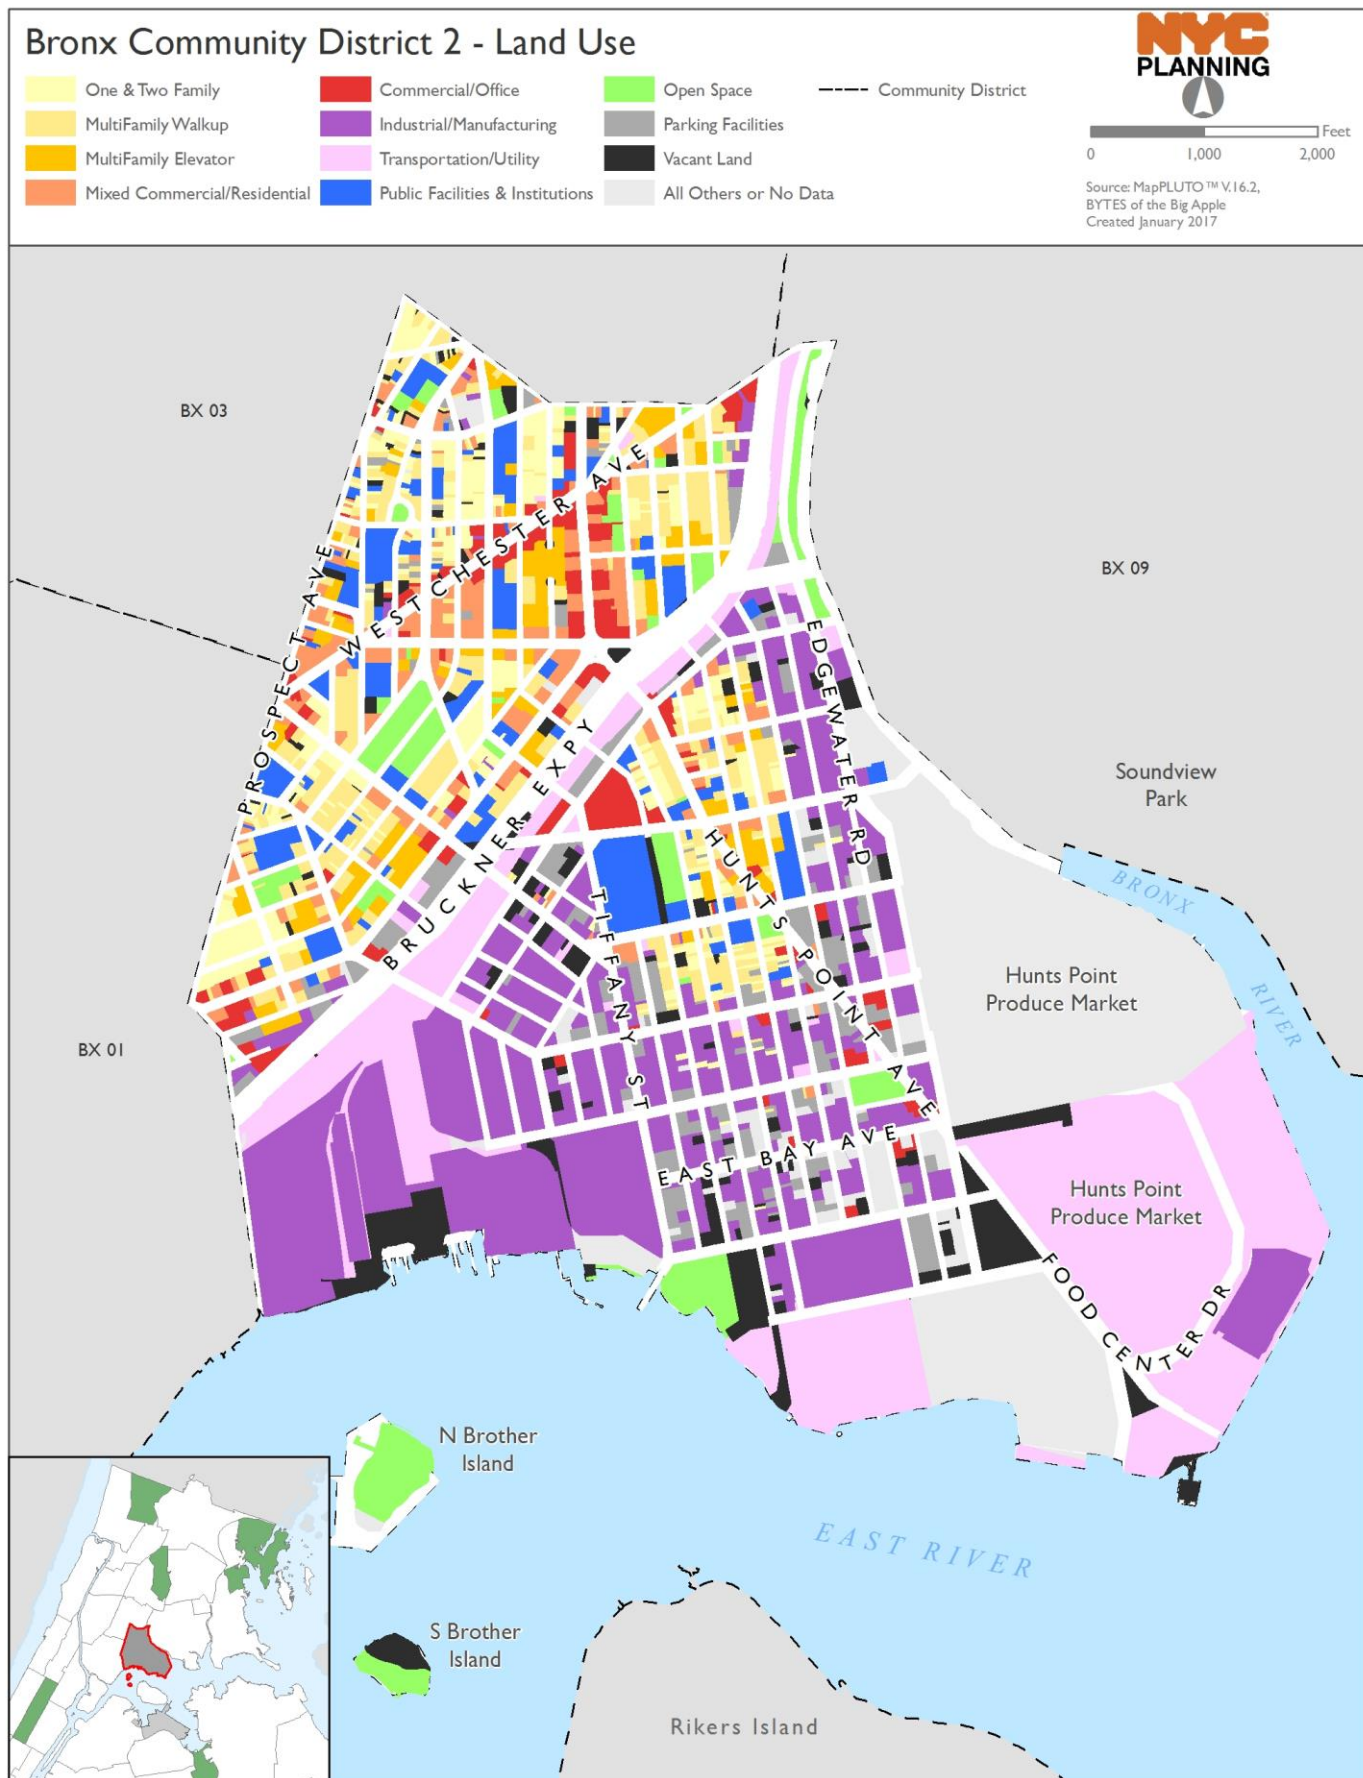 Bronx Community District 2 - Land Use
One & Two Family
MultiFamily Walkup
MultiFamily Elevator
Mixed Commercial/Residential
Commercial/Office
Industrial/Manufacturing
Transportation/Utility
Public Facilities & Institutions
Open Space
Parking Facilities
Vacant Land
All Others or No Data
Community District
NYC
PLANNING
Feet
0 1,000 2,000
Source: MapPLUTO™ V.16.2,
BYTES of the Big Apple
Created January 2017
BX 03
BX 09
BX 01
PROSPECT AVE
WESTCHESTER AVE
BRUCKNER EXPY
EDGEWATER RD
HUNTS POINT AVE
TIFFANY ST
EAST BAY AVE
FOOD CENTER DR
Soundview
Park
BRONX
RIVER
Hunts Point
Produce Market
Hunts Point
Produce Market
N Brother
Island
EAST RIVER
S Brother
Island
Rikers Island